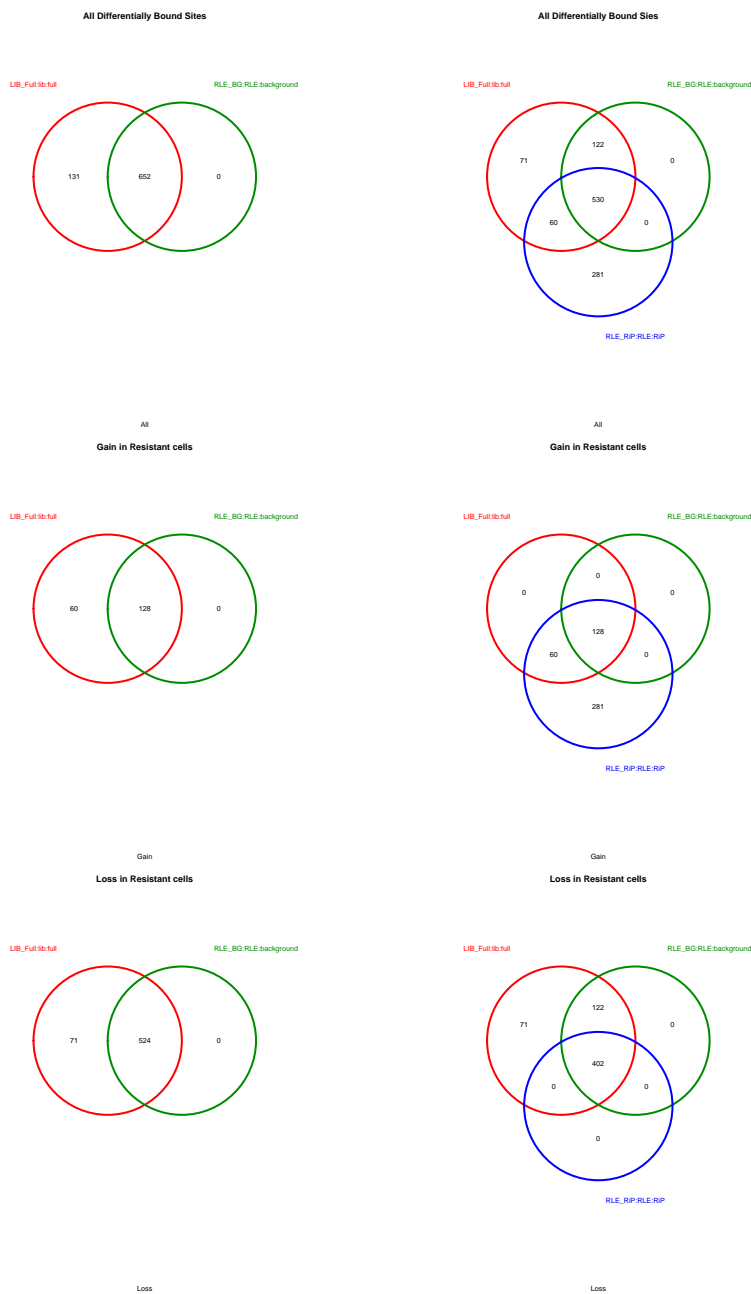 All Differentially Bound Sites
LIB_Full:lib:full
RLE_BG:RLE:background
131
652
0
All
All Differentially Bound Sies
LIB_Full:lib:full
RLE_BG:RLE:background
122
71
0
530
60
0
281
RLE_RiP:RLE:RiP
All
Gain in Resistant cells
LIB_Full:lib:full
RLE_BG:RLE:background
60
128
0
Gain
Gain in Resistant cells
LIB_Full:lib:full
RLE_BG:RLE:background
0
0
0
128
60
0
281
RLE_RiP:RLE:RiP
Gain
Loss in Resistant cells
LIB_Full:lib:full
RLE_BG:RLE:background
71
524
0
Loss
Loss in Resistant cells
LIB_Full:lib:full
RLE_BG:RLE:background
122
71
0
402
0
0
0
RLE_RiP:RLE:RiP
Loss